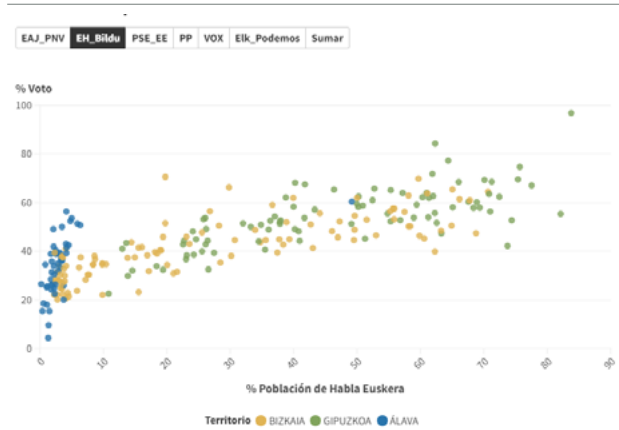 EAJ_PNV EH_Bildu PSE_EE PP VOX Elk_Podemos Sumar
% Voto
100
80
60
40
20
0
0 10 20 30 40 50 60 70 80 90
% Población de Habla Euskera
Territorio BIZKAIA GIPUZKOA ÁLAVA